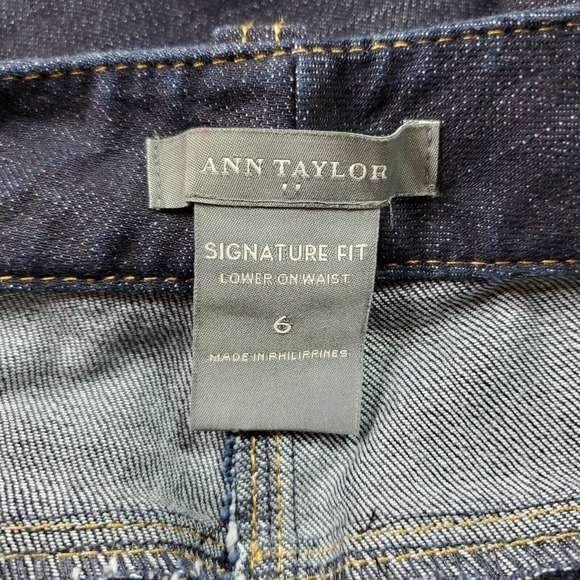 ANN TAYLOR
SIGNATURE FIT
LOWER ON WAIST
6
MADE IN PHILIPPINES